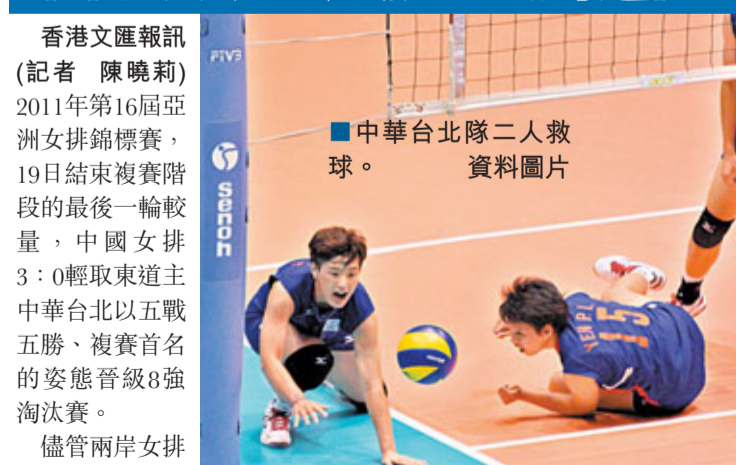 香港文匯報訊
(記者 陳曉莉)
2011年第16屆亞
洲女排錦標賽，
19日結束複賽階
段的最後一輪較
量，中國女排
3：0輕取東道主
中華台北以五戰
五勝、複賽首名
的姿態晉級8強
淘汰賽。
儘管兩岸女排
■中華台北隊二人救
球。 資料圖片
FIVB
senoh
5